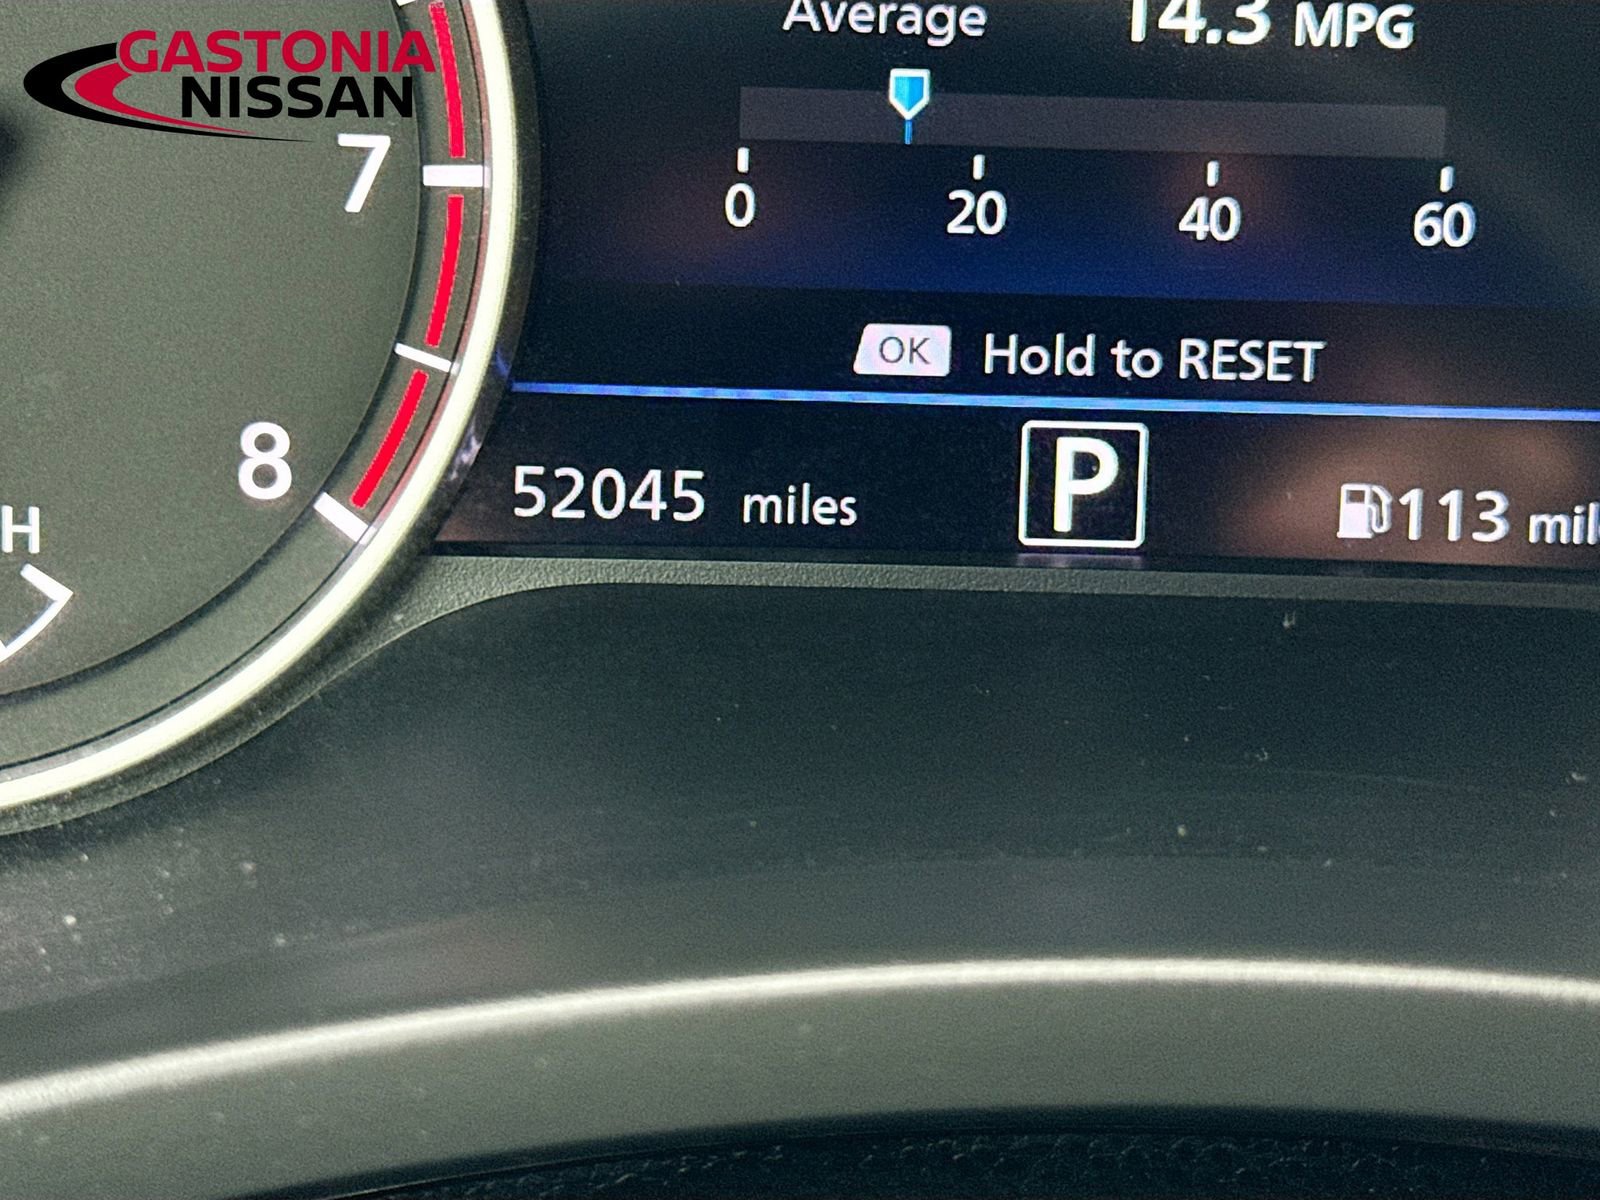 GASTONIA
NISSAN
Average 14.3 MPG
0 20 40 60
OK Hold to RESET
7
8
H
52045 miles P 113